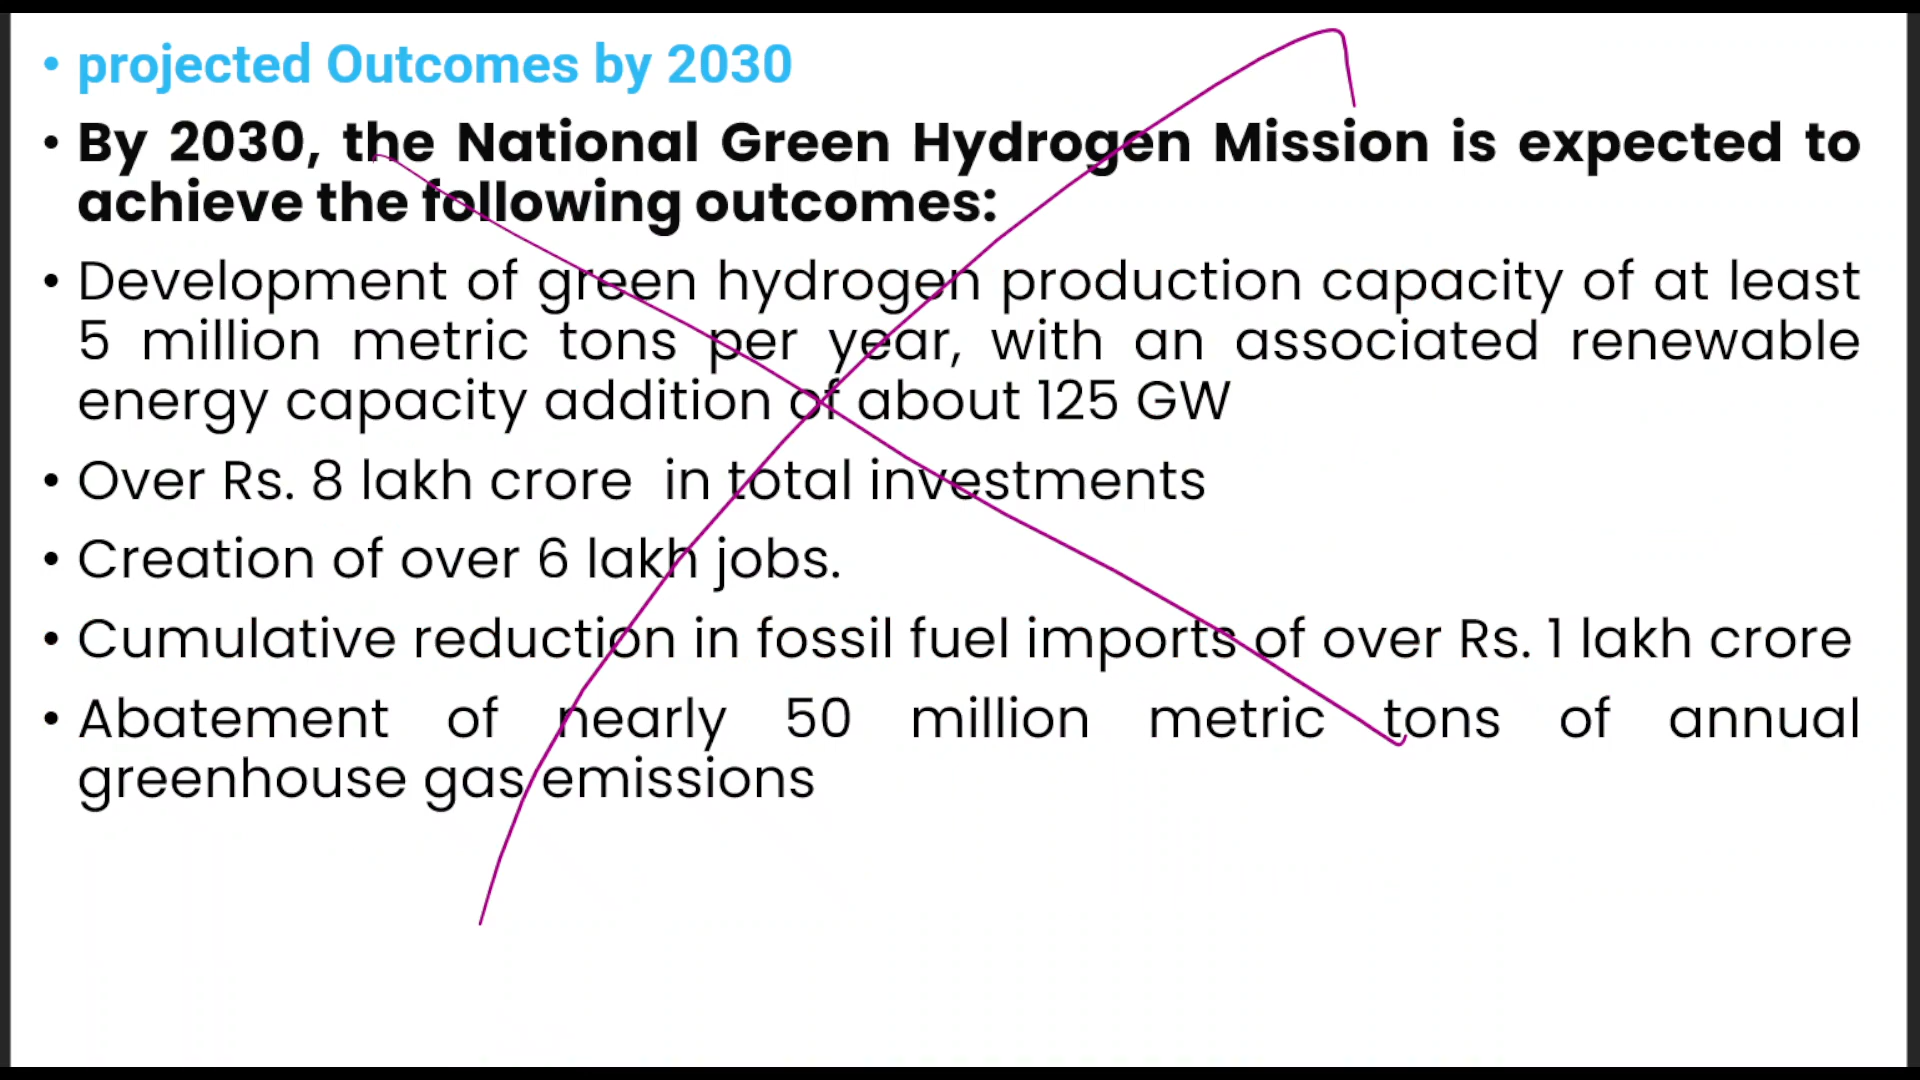 • projected Outcomes by 2030
• By 2030, the National Green Hydrogen Mission is expected to
achieve the following outcomes:
• Development of green hydrogen production capacity of at least
5 million metric tons per year, with an associated renewable
energy capacity addition of about 125 GW
• Over Rs. 8 lakh crore in total investments
• Creation of over 6 lakh jobs.
• Cumulative reduction in fossil fuel imports of over Rs. 1 lakh crore
• Abatement of nearly 50 million metric tons of annual
greenhouse gas emissions